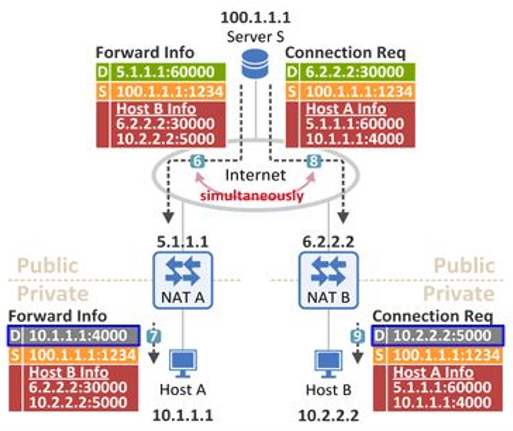 100.1.1.1
Server S
Forward Info
D 5.1.1.1:60000
S 100.1.1.1:1234
Host B Info
6.2.2.2:30000
10.2.2.2:5000
Connection Req
D 6.2.2.2:30000
S 100.1.1.1:1234
Host A Info
5.1.1.1:60000
10.1.1.1:4000
6
Internet
8
simultaneously
5.1.1.1
6.2.2.2
Public
Public
Private
Private
NAT A
NAT B
Forward Info
D 10.1.1.1:4000
S 100.1.1.1:1234
Host B Info
6.2.2.2:30000
10.2.2.2:5000
7
Host A
10.1.1.1
9
Host B
10.2.2.2
Connection Req
D 10.2.2.2:5000
S 100.1.1.1:1234
Host A Info
5.1.1.1:60000
10.1.1.1:4000